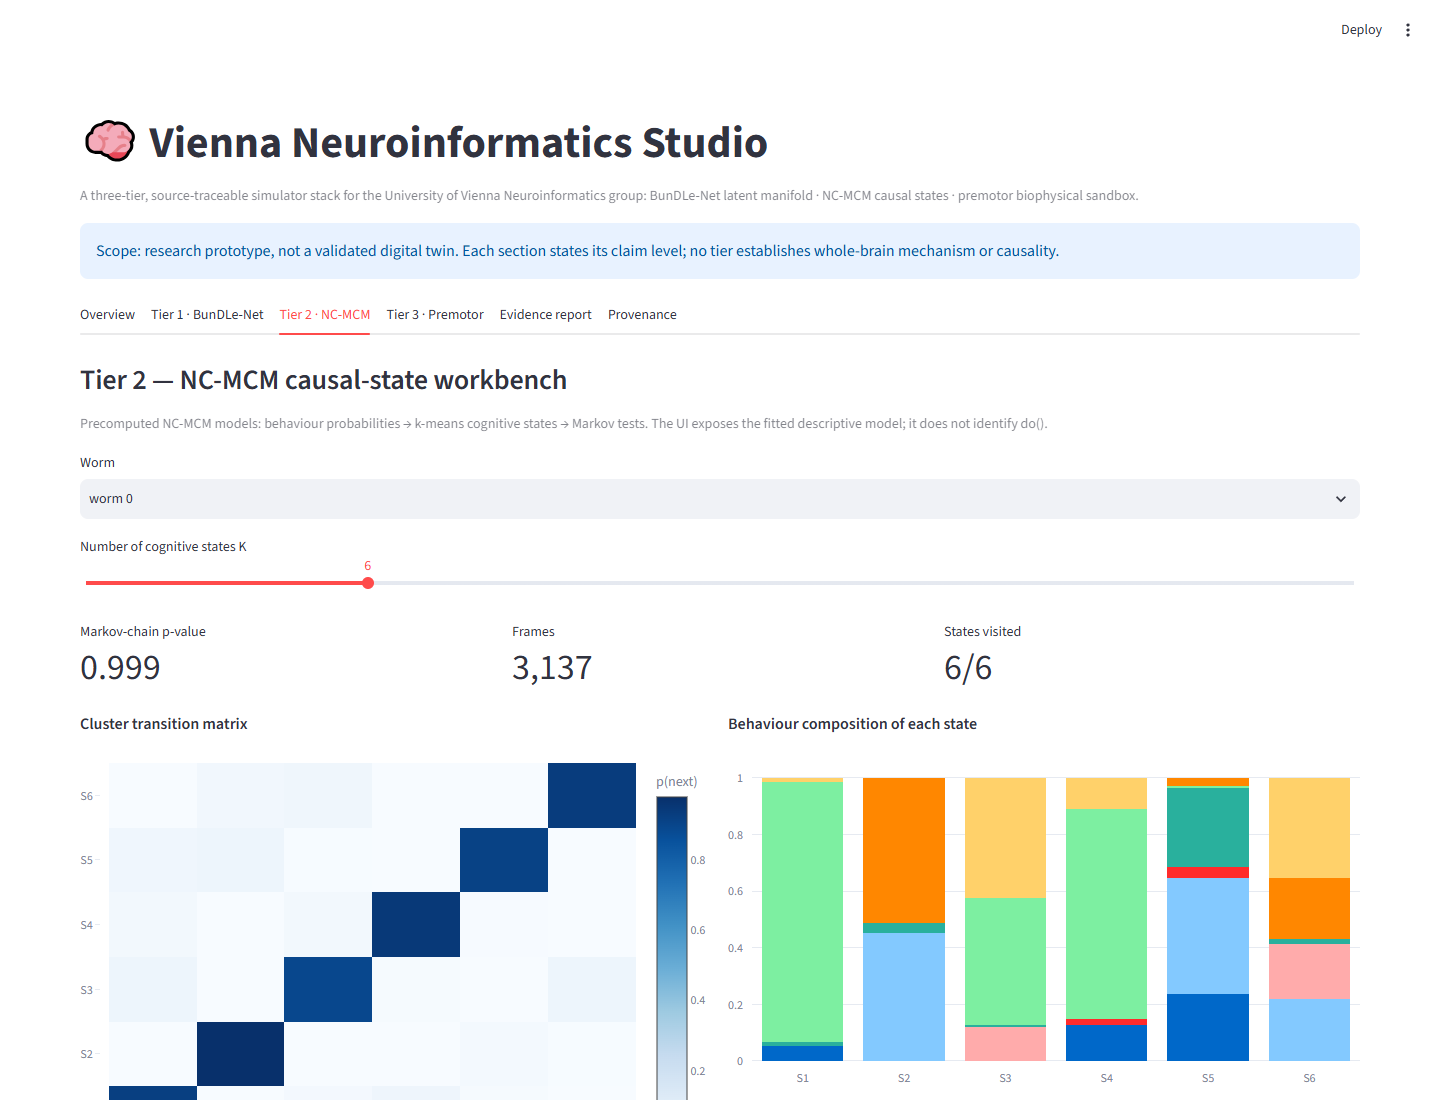 Deploy
Vienna Neuroinformatics Studio
A three-tier, source-traceable simulator stack for the University of Vienna Neuroinformatics group: BunDLe-Net latent manifold · NC-MCM causal states · premotor biophysical sandbox.
Scope: research prototype, not a validated digital twin. Each section states its claim level; no tier establishes whole-brain mechanism or causality.
Overview Tier 1 · BunDLe-Net Tier 2 · NC-MCM Tier 3 · Premotor Evidence report Provenance
Tier 2 — NC-MCM causal-state workbench
Precomputed NC-MCM models: behaviour probabilities → k-means cognitive states → Markov tests. The UI exposes the fitted descriptive model; it does not identify do().
Worm
worm 0
Number of cognitive states K
6
Markov-chain p-value Frames States visited
0.999 3,137 6/6
Cluster transition matrix
S6
S5
S4
S3
S2
p(next)
0.8
0.6
0.4
0.2
Behaviour composition of each state
1
0.8
0.6
0.4
0.2
0
S1 S2 S3 S4 S5 S6